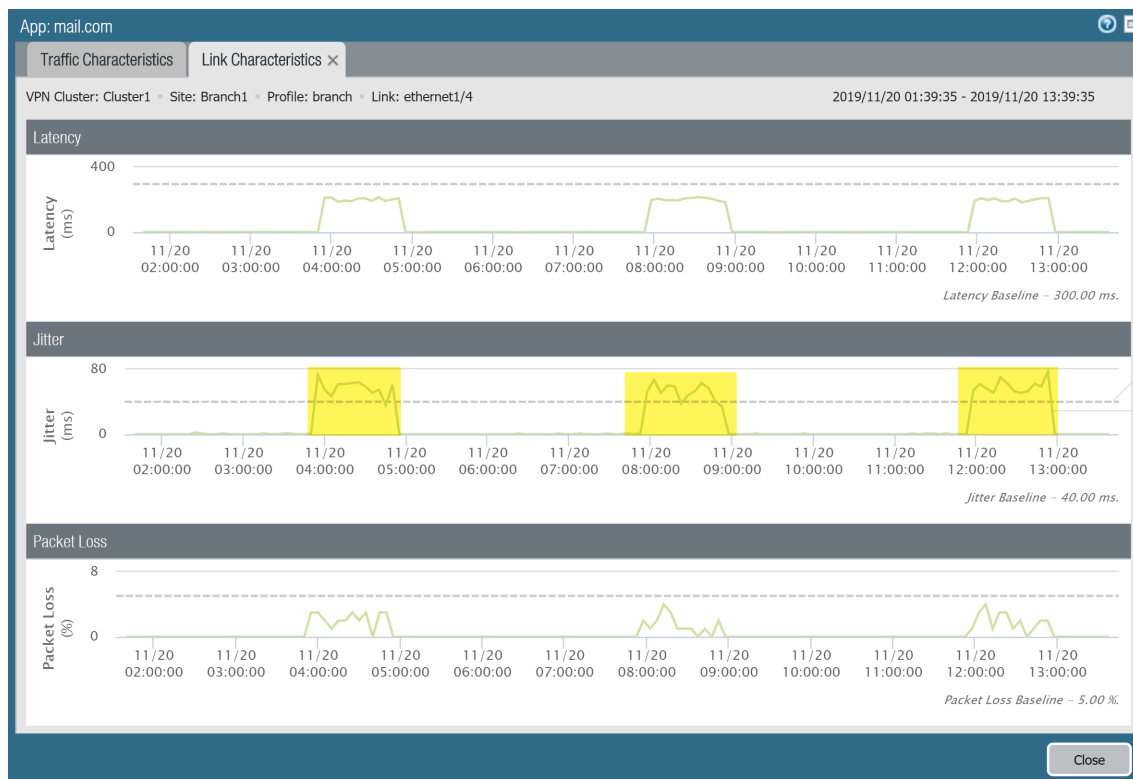 App: mail.com
Traffic Characteristics Link Characteristics
VPN Cluster: Cluster1 • Site: Branch1 • Profile: branch • Link: ethernet1/4 2019/11/20 01:39:35 - 2019/11/20 13:39:35
Latency
400
Latency
(ms)
0
11/20 11/20 11/20 11/20 11/20 11/20 11/20 11/20 11/20 11/20 11/20 11/20
02:00:00 03:00:00 04:00:00 05:00:00 06:00:00 07:00:00 08:00:00 09:00:00 10:00:00 11:00:00 12:00:00 13:00:00
Latency Baseline – 300.00 ms.
Jitter
80
Jitter
(ms)
0
11/20 11/20 11/20 11/20 11/20 11/20 11/20 11/20 11/20 11/20 11/20 11/20
02:00:00 03:00:00 04:00:00 05:00:00 06:00:00 07:00:00 08:00:00 09:00:00 10:00:00 11:00:00 12:00:00 13:00:00
Jitter Baseline – 40.00 ms.
Packet Loss
8
Packet Loss
(%)
0
11/20 11/20 11/20 11/20 11/20 11/20 11/20 11/20 11/20 11/20 11/20 11/20
02:00:00 03:00:00 04:00:00 05:00:00 06:00:00 07:00:00 08:00:00 09:00:00 10:00:00 11:00:00 12:00:00 13:00:00
Packet Loss Baseline – 5.00 %.
Close